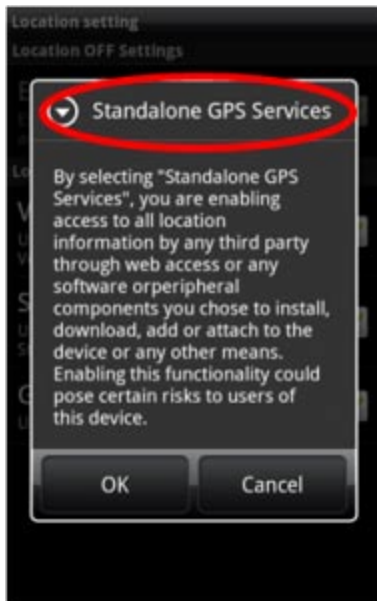 Location setting
Location OFF Settings
Standalone GPS Services
By selecting "Standalone GPS
Services", you are enabling
access to all location
information by any third party
through web access or any
software orperipheral
components you chose to install,
download, add or attach to the
device or any other means.
Enabling this functionality could
pose certain risks to users of
this device.
OK
Cancel